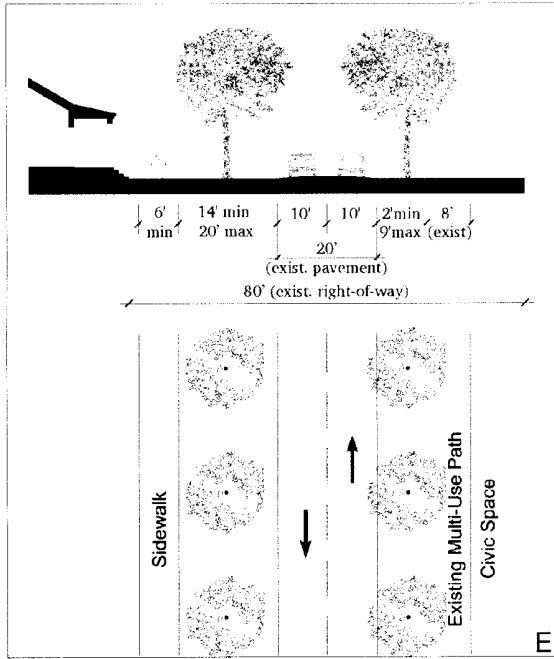 6' 14' min 10' 10' 2'min 8'
min 20' max 9'max (exist)
20'
(exist. pavement)
80' (exist. right-of-way)
Sidewalk
Existing Multi-Use Path
Civic Space
E